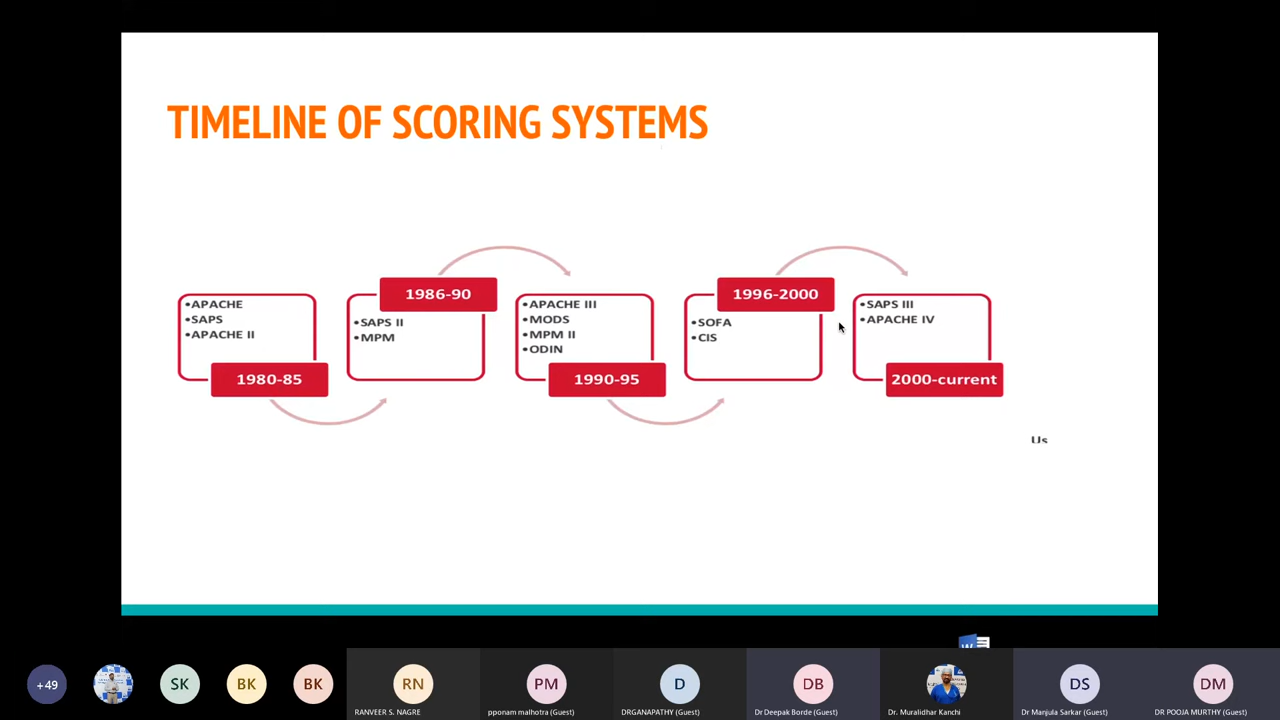 TIMELINE OF SCORING SYSTEMS
•APACHE
•SAPS
•APACHE II
1980-85
1986-90
•SAPS II
•MPM
•APACHE III
•MODS
•MPM II
•ODIN
1990-95
1996-2000
•SOFA
•CIS
•SAPS III
•APACHE IV
2000-current
Us
W
+49
SK
BK
BK
RN
RANVEER S. NAGRE
PM
pponam malhotra (Guest)
D
DRGANAPATHY (Guest)
DB
Dr Deepak Borde (Guest)
Dr. Muralidhar Kanchi
DS
Dr Manjula Sarkar (Guest)
DM
DR POOJA MURTHY (Guest)